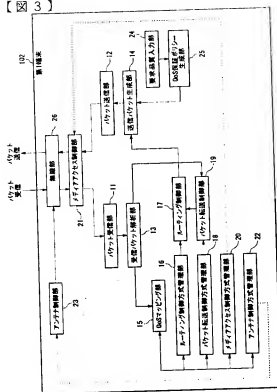 【図3】
102
第1端末
パケット送信
パケット受信
26
無線部
アンテナ制御部
23
メディアアクセス制御部
21
12
パケット送信部
11
パケット受信部
24
要求品質入力部
14
送信パケット生成部
25
QoS保証ポリシー生成部
13
受信パケット解析部
17
ルーティング制御部
19
パケット転送制御部
15
QoSマッピング部
16
ルーティング制御方式管理部
18
パケット転送制御方式管理部
20
メディアアクセス制御方式管理部
22
アンテナ制御方式管理部